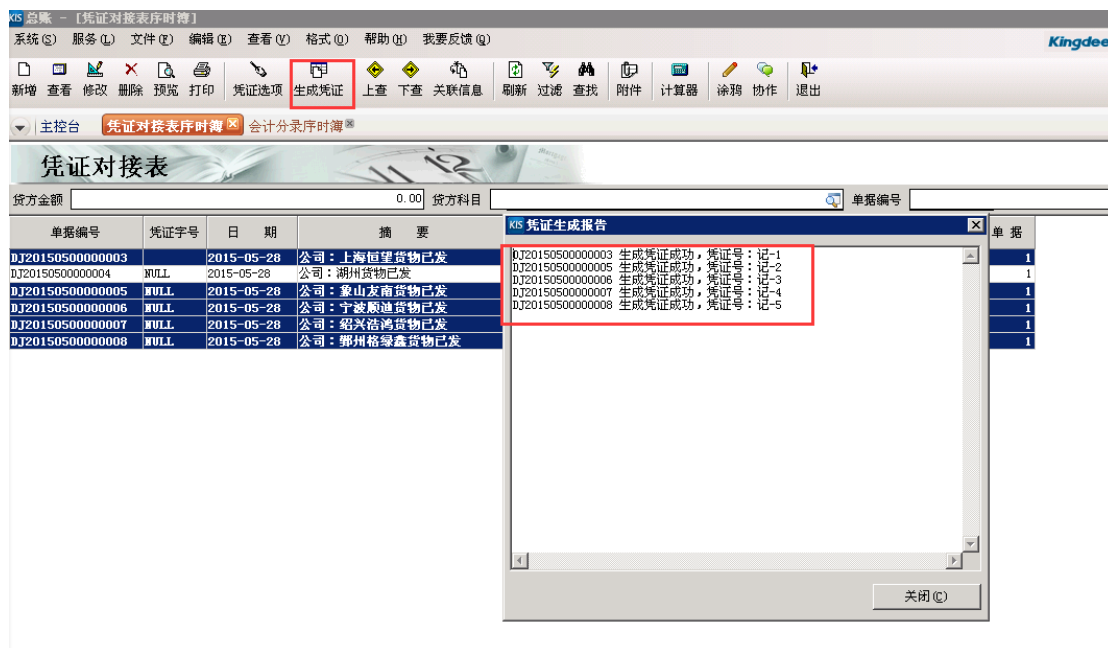 KIS 总账 - [凭证对接表序时簿]
系统(S) 服务(L) 文件(F) 编辑(E) 查看(V) 格式(O) 帮助(H) 我要反馈(Q)
Kingdee
新增 查看 修改 删除 预览 打印 凭证选项 生成凭证 上查 下查 关联信息 刷新 过滤 查找 附件 计算器 涂鸦 协作 退出
主控台 凭证对接表序时簿 会计分录序时簿
凭证对接表
贷方金额 0.00 贷方科目 单据编号
单据编号 凭证字号 日 期 摘 要 单 据
DJ20150500000003 2015-05-28 公司：上海恒望货物已发 1
DJ20150500000004 NULL 2015-05-28 公司：湖州货物已发 1
DJ20150500000005 NULL 2015-05-28 公司：象山友南货物已发 1
DJ20150500000006 NULL 2015-05-28 公司：宁波顺迪货物已发 1
DJ20150500000007 NULL 2015-05-28 公司：绍兴浩鸿货物已发 1
DJ20150500000008 NULL 2015-05-28 公司：鄞州格绿鑫货物已发 1
KIS 凭证生成报告
DJ20150500000003 生成凭证成功，凭证号：记-1
DJ20150500000005 生成凭证成功，凭证号：记-2
DJ20150500000006 生成凭证成功，凭证号：记-3
DJ20150500000007 生成凭证成功，凭证号：记-4
DJ20150500000008 生成凭证成功，凭证号：记-5
关闭(C)